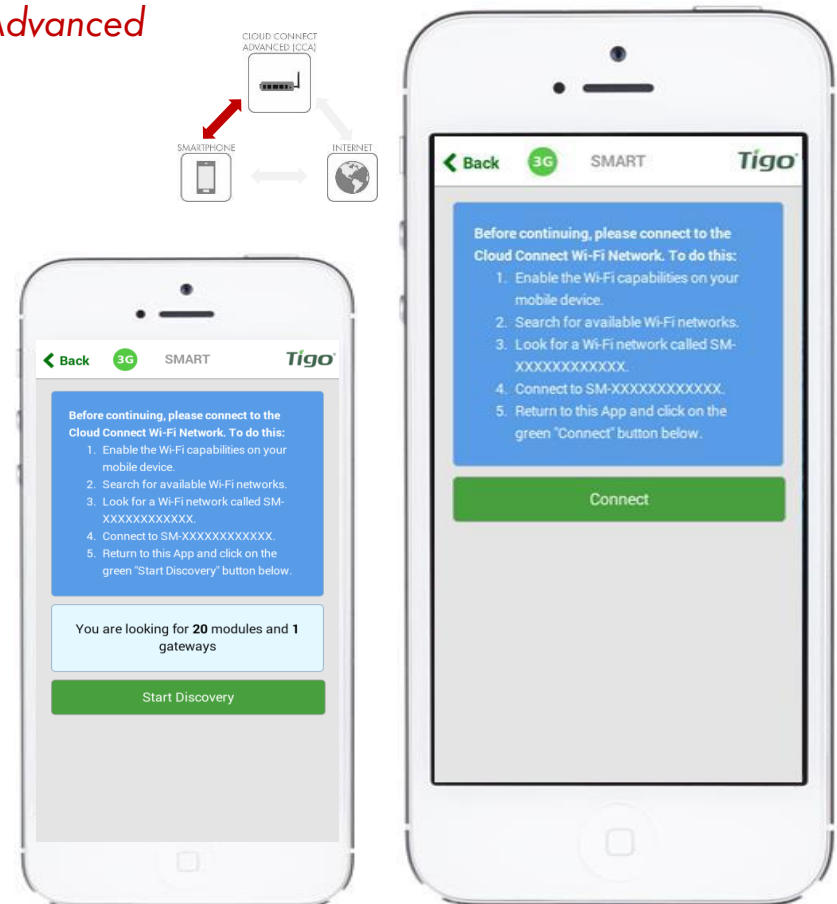 Advanced
CLOUD CONNECT
ADVANCED (CCA)
SMARTPHONE
INTERNET
Back 3G SMART Tigo
Before continuing, please connect to the
Cloud Connect Wi-Fi Network. To do this:
1. Enable the Wi-Fi capabilities on your
mobile device.
2. Search for available Wi-Fi networks.
3. Look for a Wi-Fi network called SM-
XXXXXXXXXXXX.
4. Connect to SM-XXXXXXXXXXXX.
5. Return to this App and click on the
green "Start Discovery" button below.
You are looking for 20 modules and 1
gateways
Start Discovery
Back 3G SMART Tigo
Before continuing, please connect to the
Cloud Connect Wi-Fi Network. To do this:
1. Enable the Wi-Fi capabilities on your
mobile device.
2. Search for available Wi-Fi networks.
3. Look for a Wi-Fi network called SM-
XXXXXXXXXXXX.
4. Connect to SM-XXXXXXXXXXXX.
5. Return to this App and click on the
green "Connect" button below.
Connect